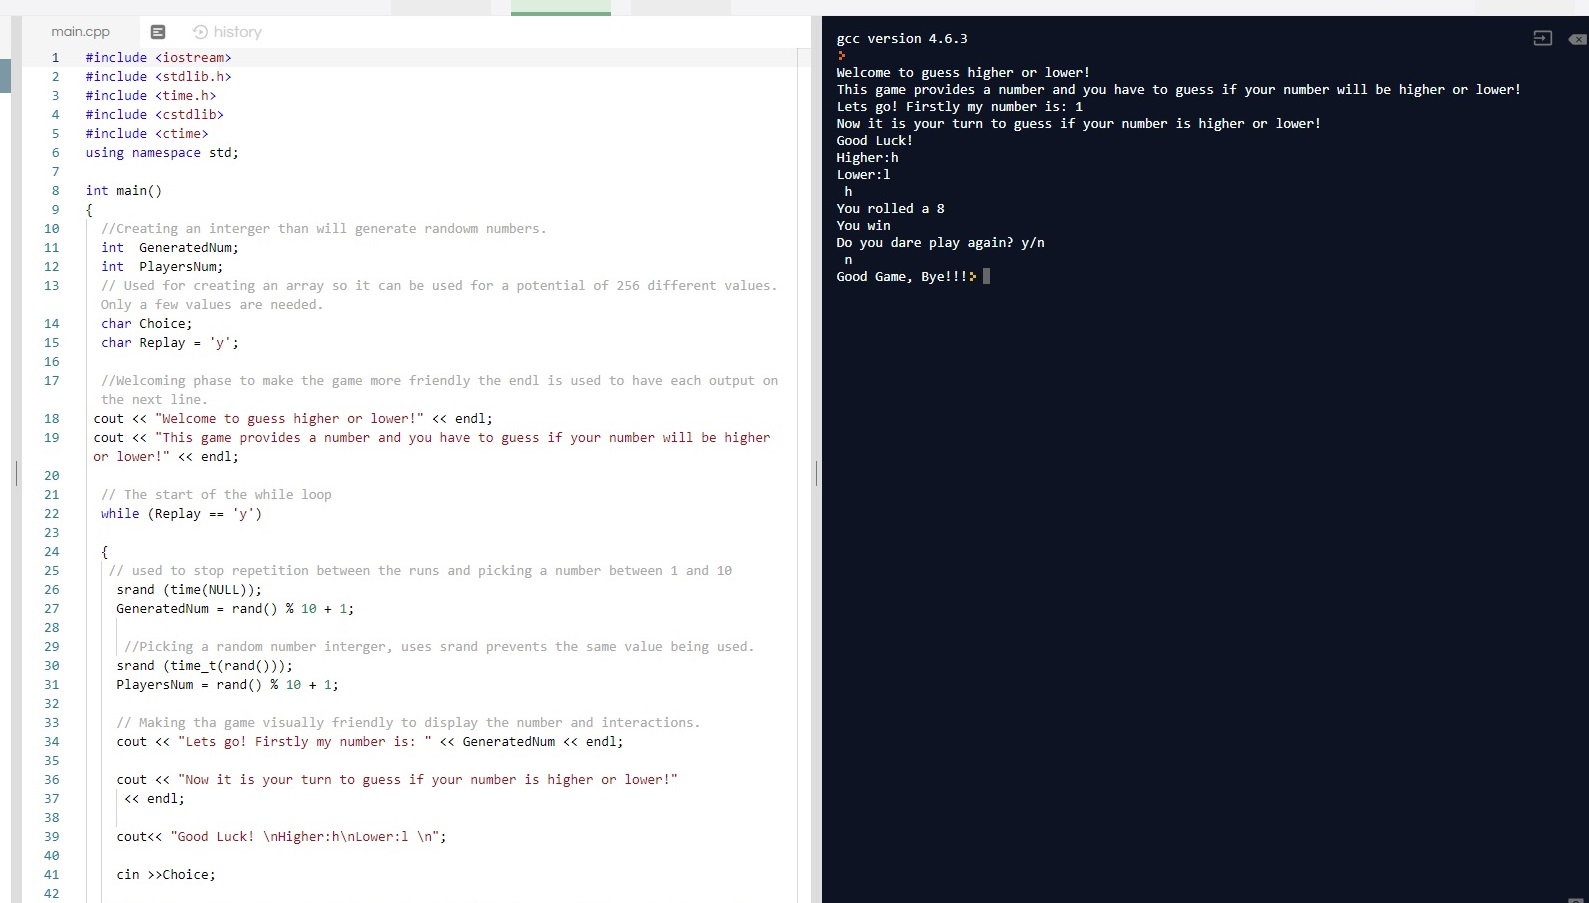 main.cpp
history
1 #include <iostream>
2 #include <stdlib.h>
3 #include <time.h>
4 #include <cstdlib>
5 #include <ctime>
6 using namespace std;
7
8 int main()
9 {
10 //Creating an interger than will generate randowm numbers.
11 int  GeneratedNum;
12 int  PlayersNum;
13 // Used for creating an array so it can be used for a potential of 256 different values.
Only a few values are needed.
14 char Choice;
15 char Replay = 'y';
16
17 //Welcoming phase to make the game more friendly the endl is used to have each output on
the next line.
18 cout << "Welcome to guess higher or lower!" << endl;
19 cout << "This game provides a number and you have to guess if your number will be higher
or lower!" << endl;
20
21 // The start of the while loop
22 while (Replay == 'y')
23
24 {
25 // used to stop repetition between the runs and picking a number between 1 and 10
26 srand (time(NULL));
27 GeneratedNum = rand() % 10 + 1;
28
29 //Picking a random number interger, uses srand prevents the same value being used.
30 srand (time_t(rand()));
31 PlayersNum = rand() % 10 + 1;
32
33 // Making tha game visually friendly to display the number and interactions.
34 cout << "Lets go! Firstly my number is: " << GeneratedNum << endl;
35
36 cout << "Now it is your turn to guess if your number is higher or lower!"
37 << endl;
38
39 cout<< "Good Luck! \nHigher:h\nLower:l \n";
40
41 cin >>Choice;
42
gcc version 4.6.3
Welcome to guess higher or lower!
This game provides a number and you have to guess if your number will be higher or lower!
Lets go! Firstly my number is: 1
Now it is your turn to guess if your number is higher or lower!
Good Luck!
Higher:h
Lower:l
h
You rolled a 8
You win
Do you dare play again? y/n
n
Good Game, Bye!!!